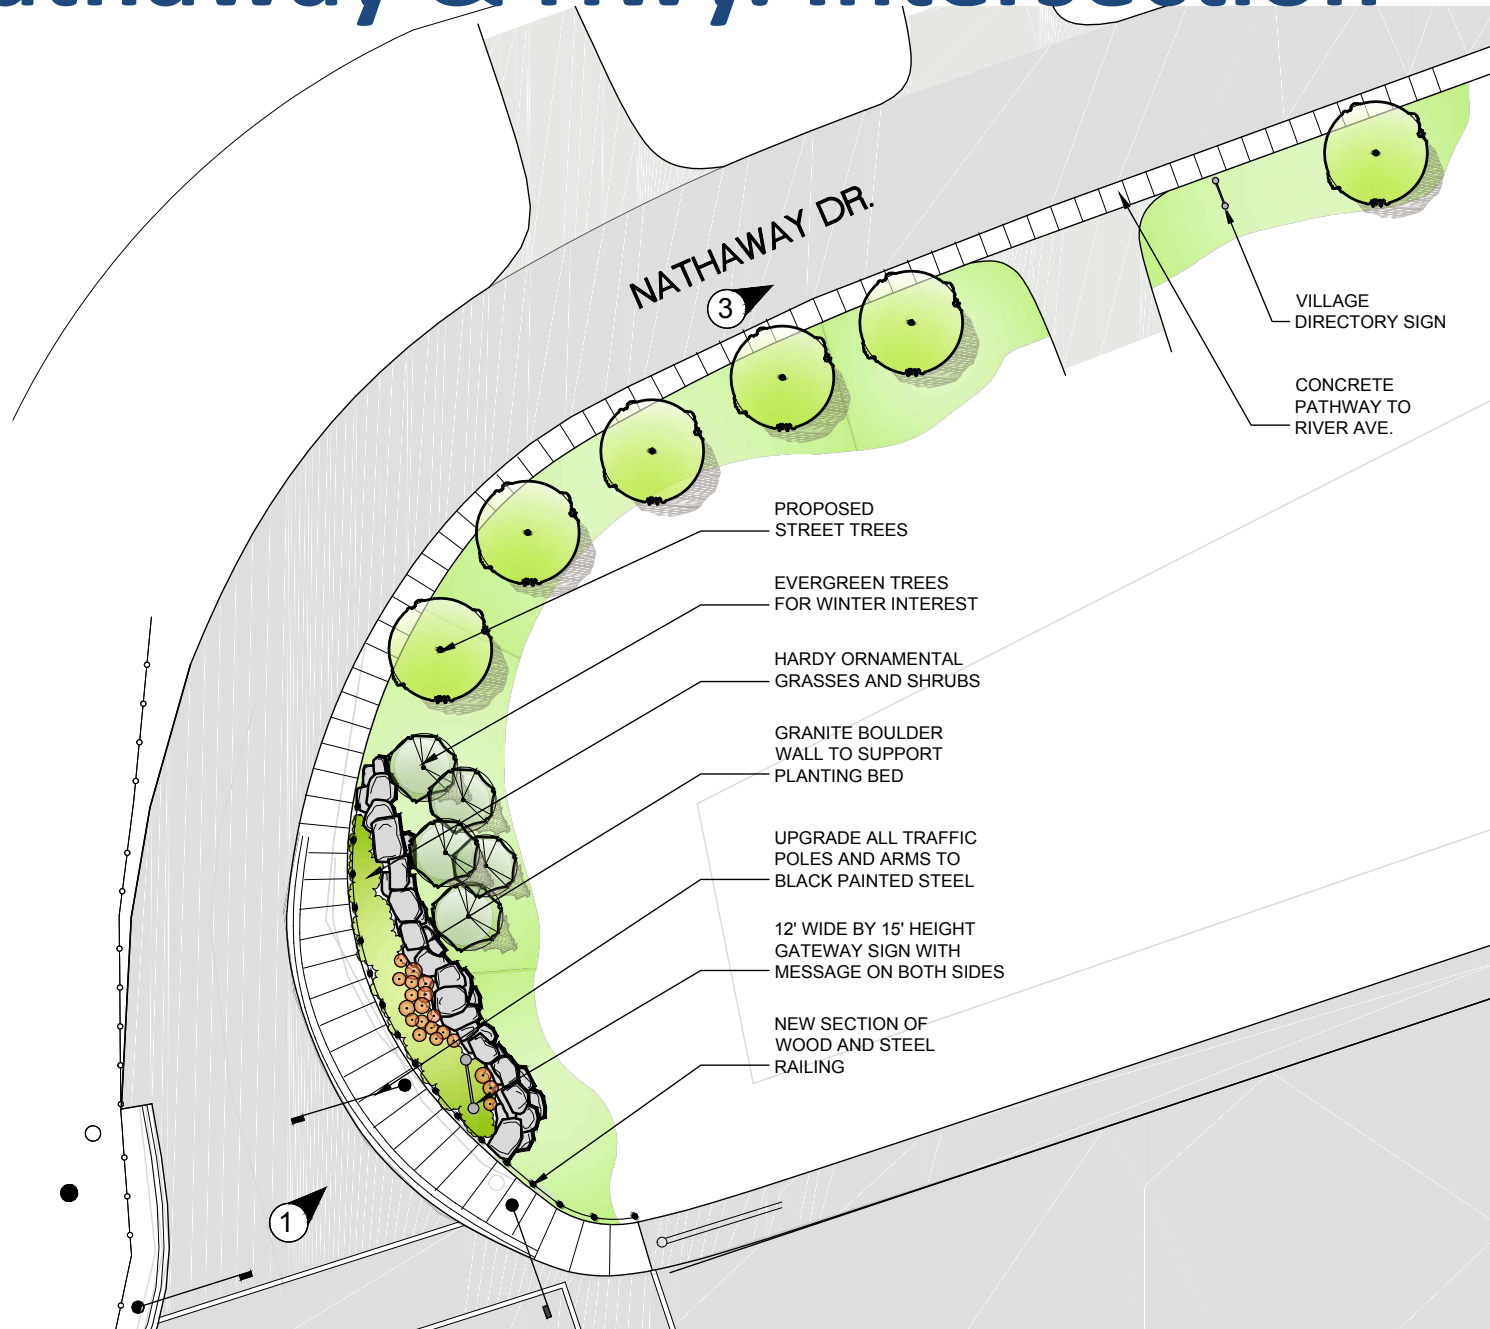 athaway & Hwy. Intersection
NATHAWAY DR.
3
VILLAGE
DIRECTORY SIGN
CONCRETE
PATHWAY TO
RIVER AVE.
PROPOSED
STREET TREES
EVERGREEN TREES
FOR WINTER INTEREST
HARDY ORNAMENTAL
GRASSES AND SHRUBS
GRANITE BOULDER
WALL TO SUPPORT
PLANTING BED
UPGRADE ALL TRAFFIC
POLES AND ARMS TO
BLACK PAINTED STEEL
12' WIDE BY 15' HEIGHT
GATEWAY SIGN WITH
MESSAGE ON BOTH SIDES
NEW SECTION OF
WOOD AND STEEL
RAILING
1